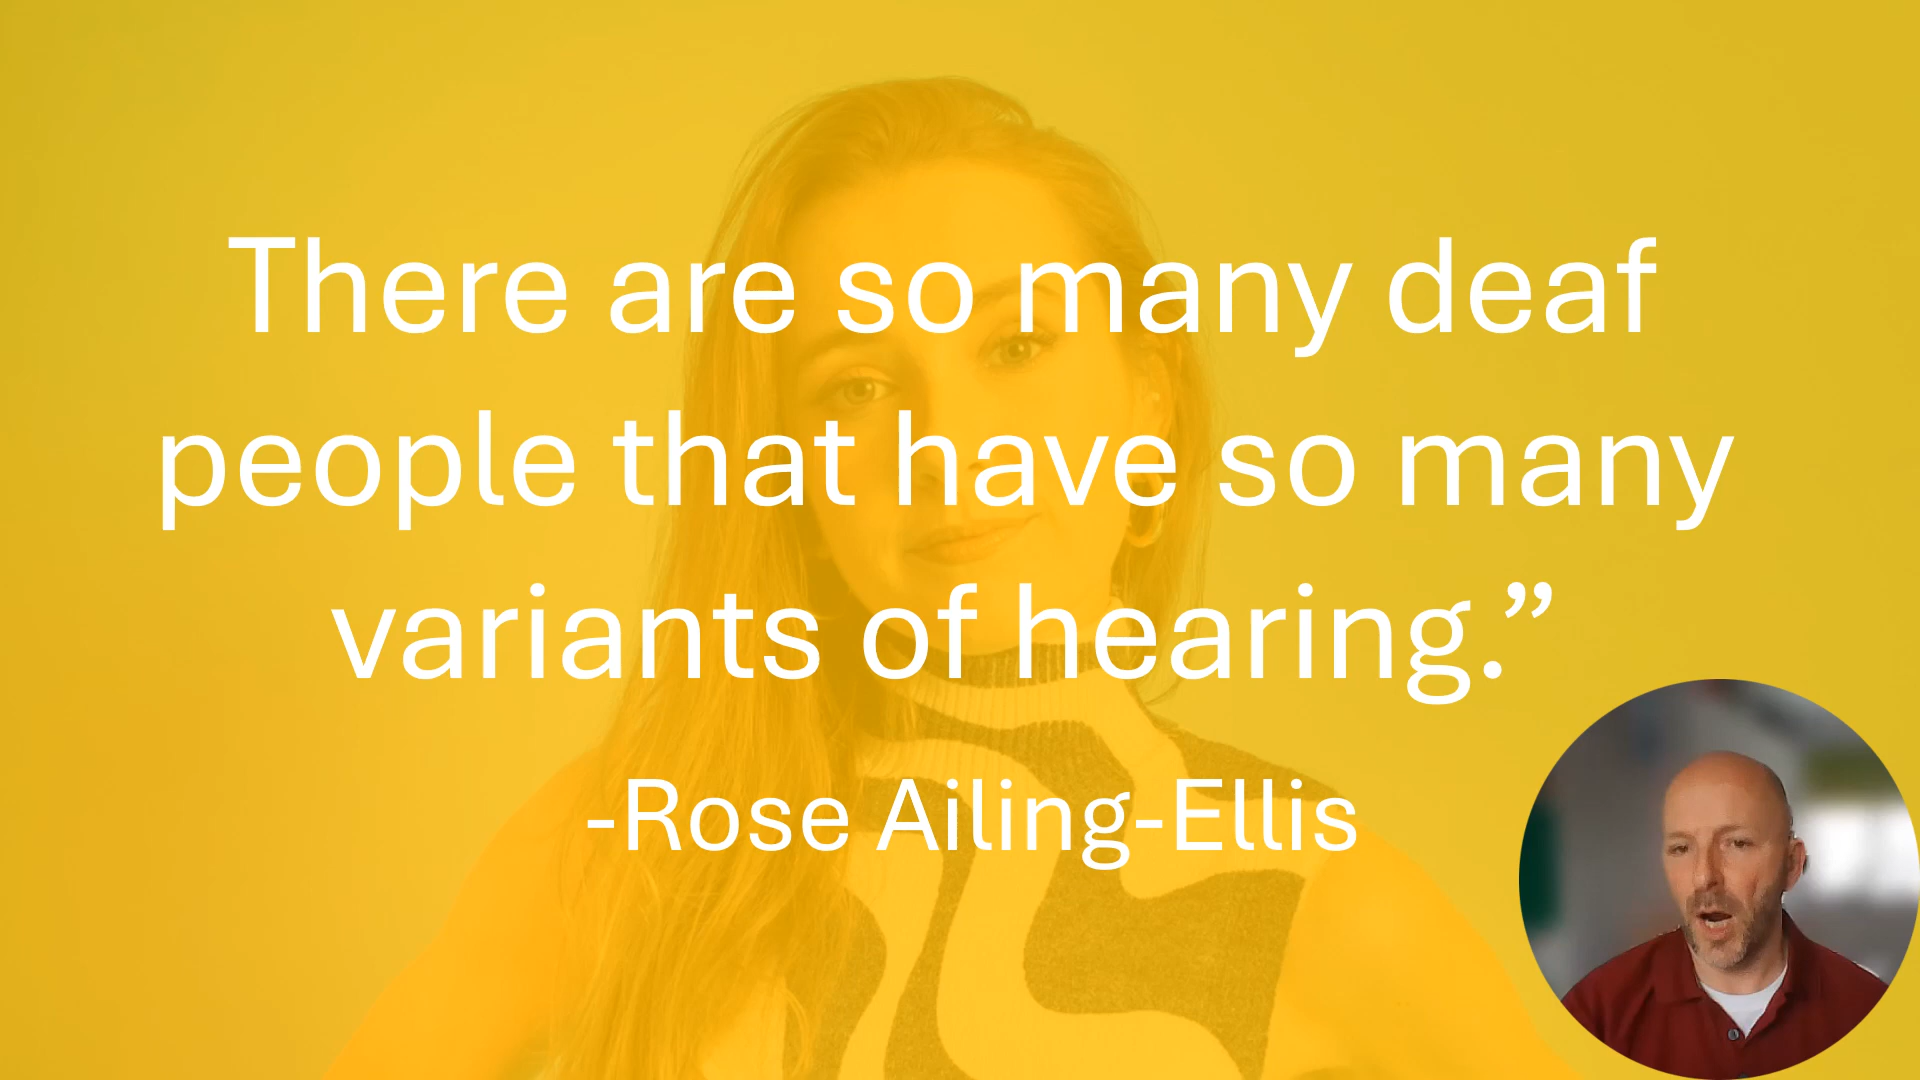 There are so many deaf
people that have so many
variants of hearing.”
-Rose Ailing-Ellis